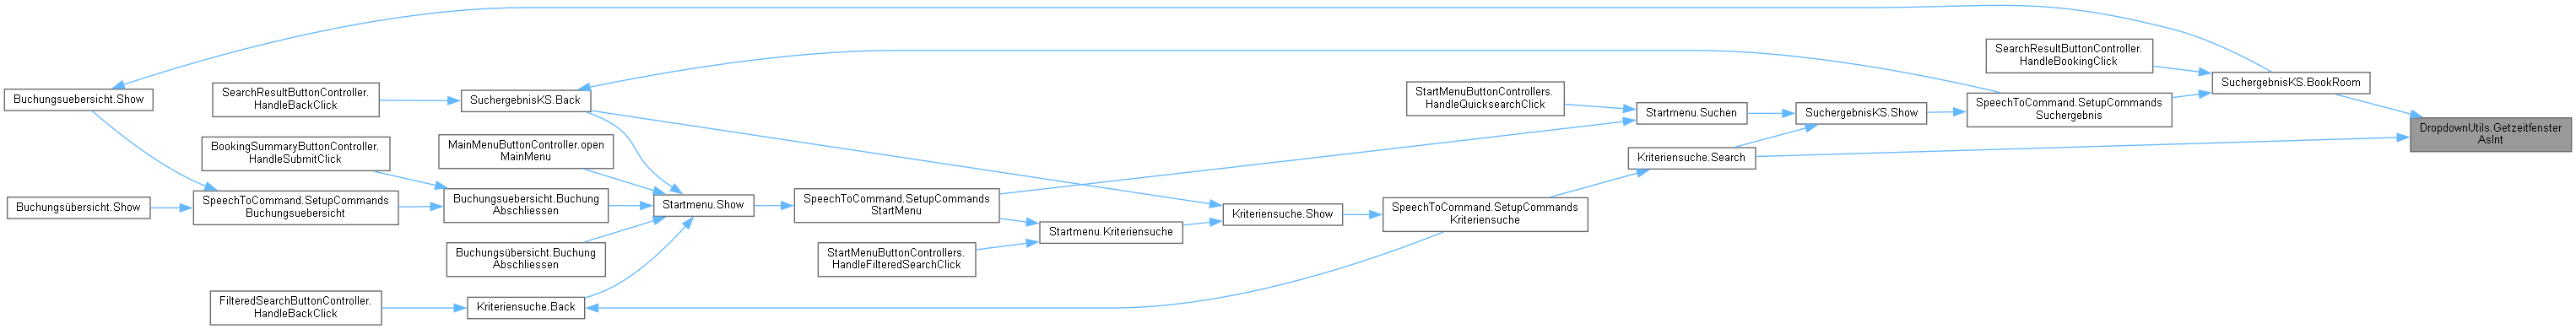 Buchungsuebersicht.Show
Buchungsübersicht.Show
SearchResultButtonController.
HandleBackClick
BookingSummaryButtonController.
HandleSubmitClick
SpeechToCommand.SetupCommands
Buchungsuebersicht
FilteredSearchButtonController.
HandleBackClick
SuchergebnisKS.Back
MainMenuButtonController.open
MainMenu
Buchungsuebersicht.Buchung
Abschliessen
Buchungsübersicht.Buchung
Abschliessen
Kriteriensuche.Back
Startmenu.Show
SpeechToCommand.SetupCommands
StartMenu
StartMenuButtonControllers.
HandleFilteredSearchClick
Startmenu.Kriteriensuche
Kriteriensuche.Show
StartMenuButtonControllers.
HandleQuicksearchClick
SpeechToCommand.SetupCommands
Kriteriensuche
Startmenu.Suchen
Kriteriensuche.Search
SuchergebnisKS.Show
SearchResultButtonController.
HandleBookingClick
SpeechToCommand.SetupCommands
Suchergebnis
SuchergebnisKS.BookRoom
DropdownUtils.Getzeitfenster
AsInt